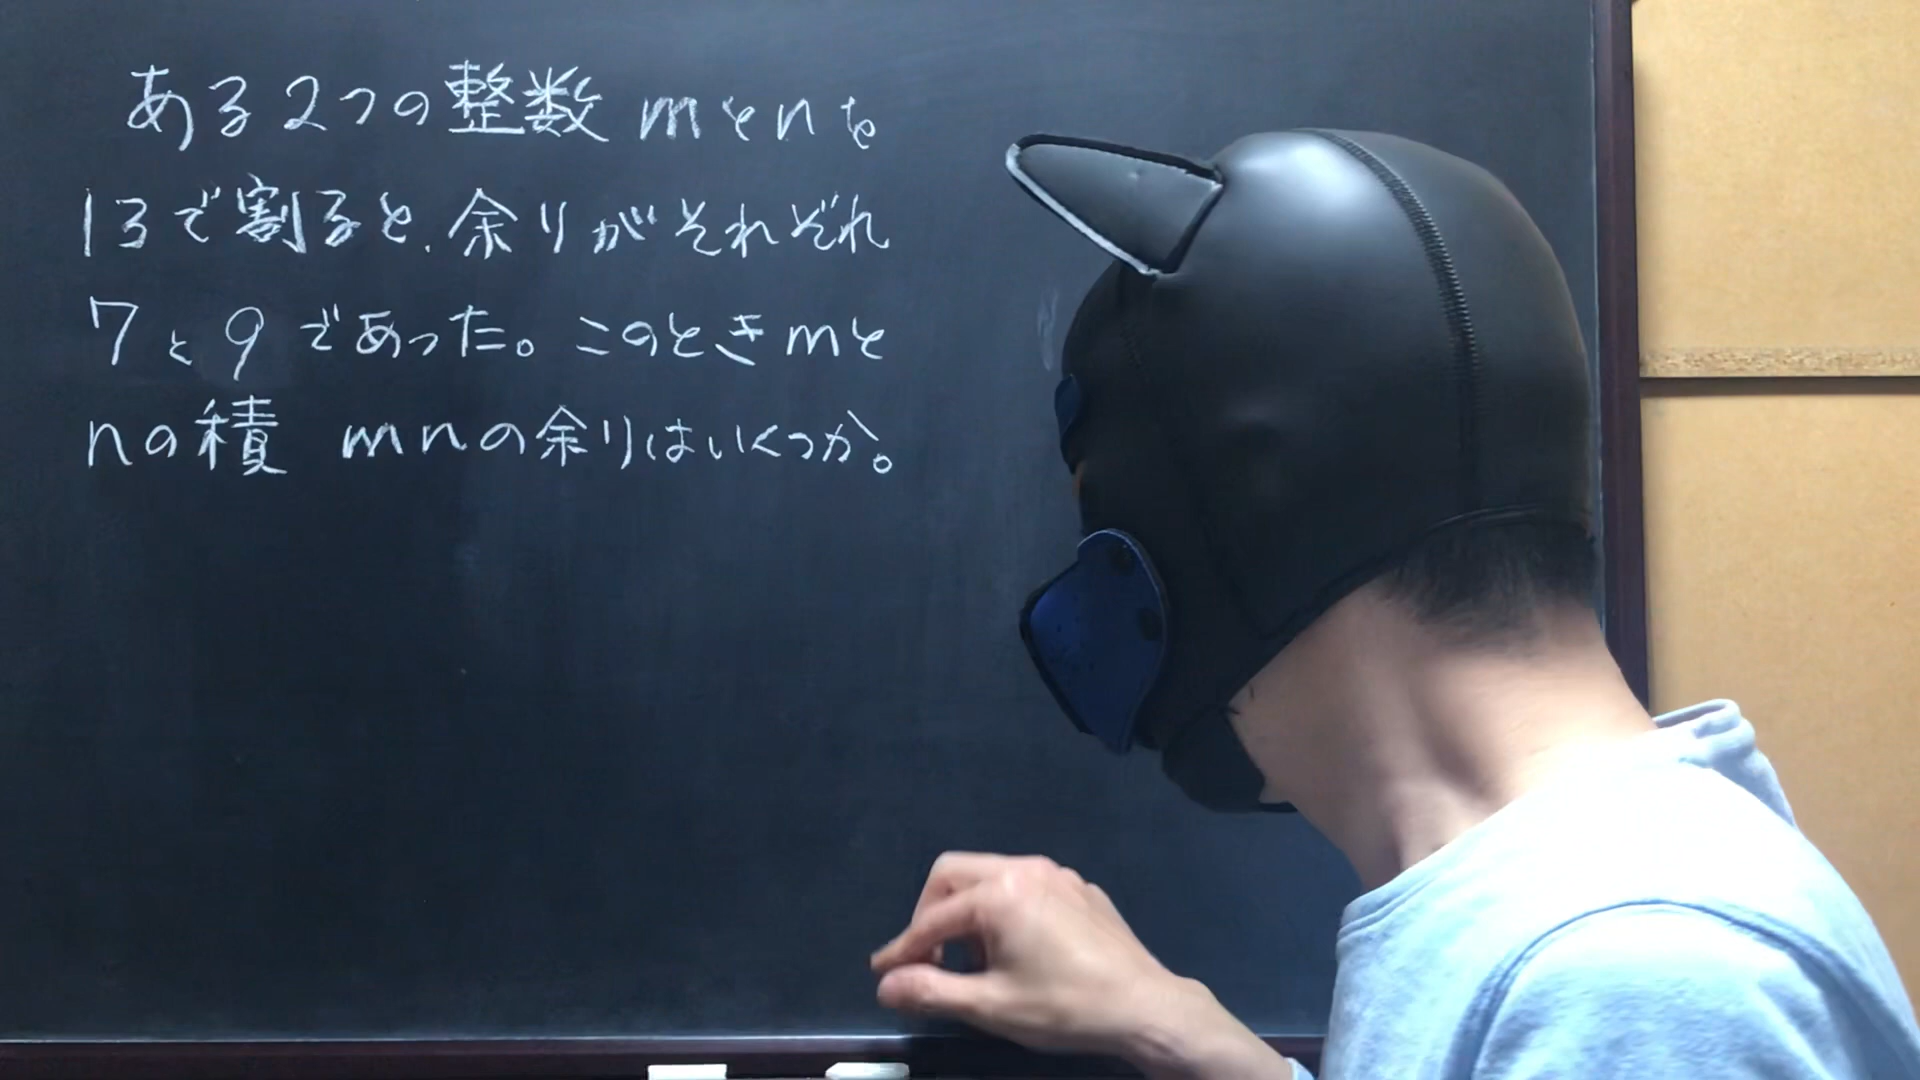 ある2つの整数 mとnを
13で割ると、余りがそれぞれ
7と9であった。このときmと
nの積 mnの余りはいくつか。